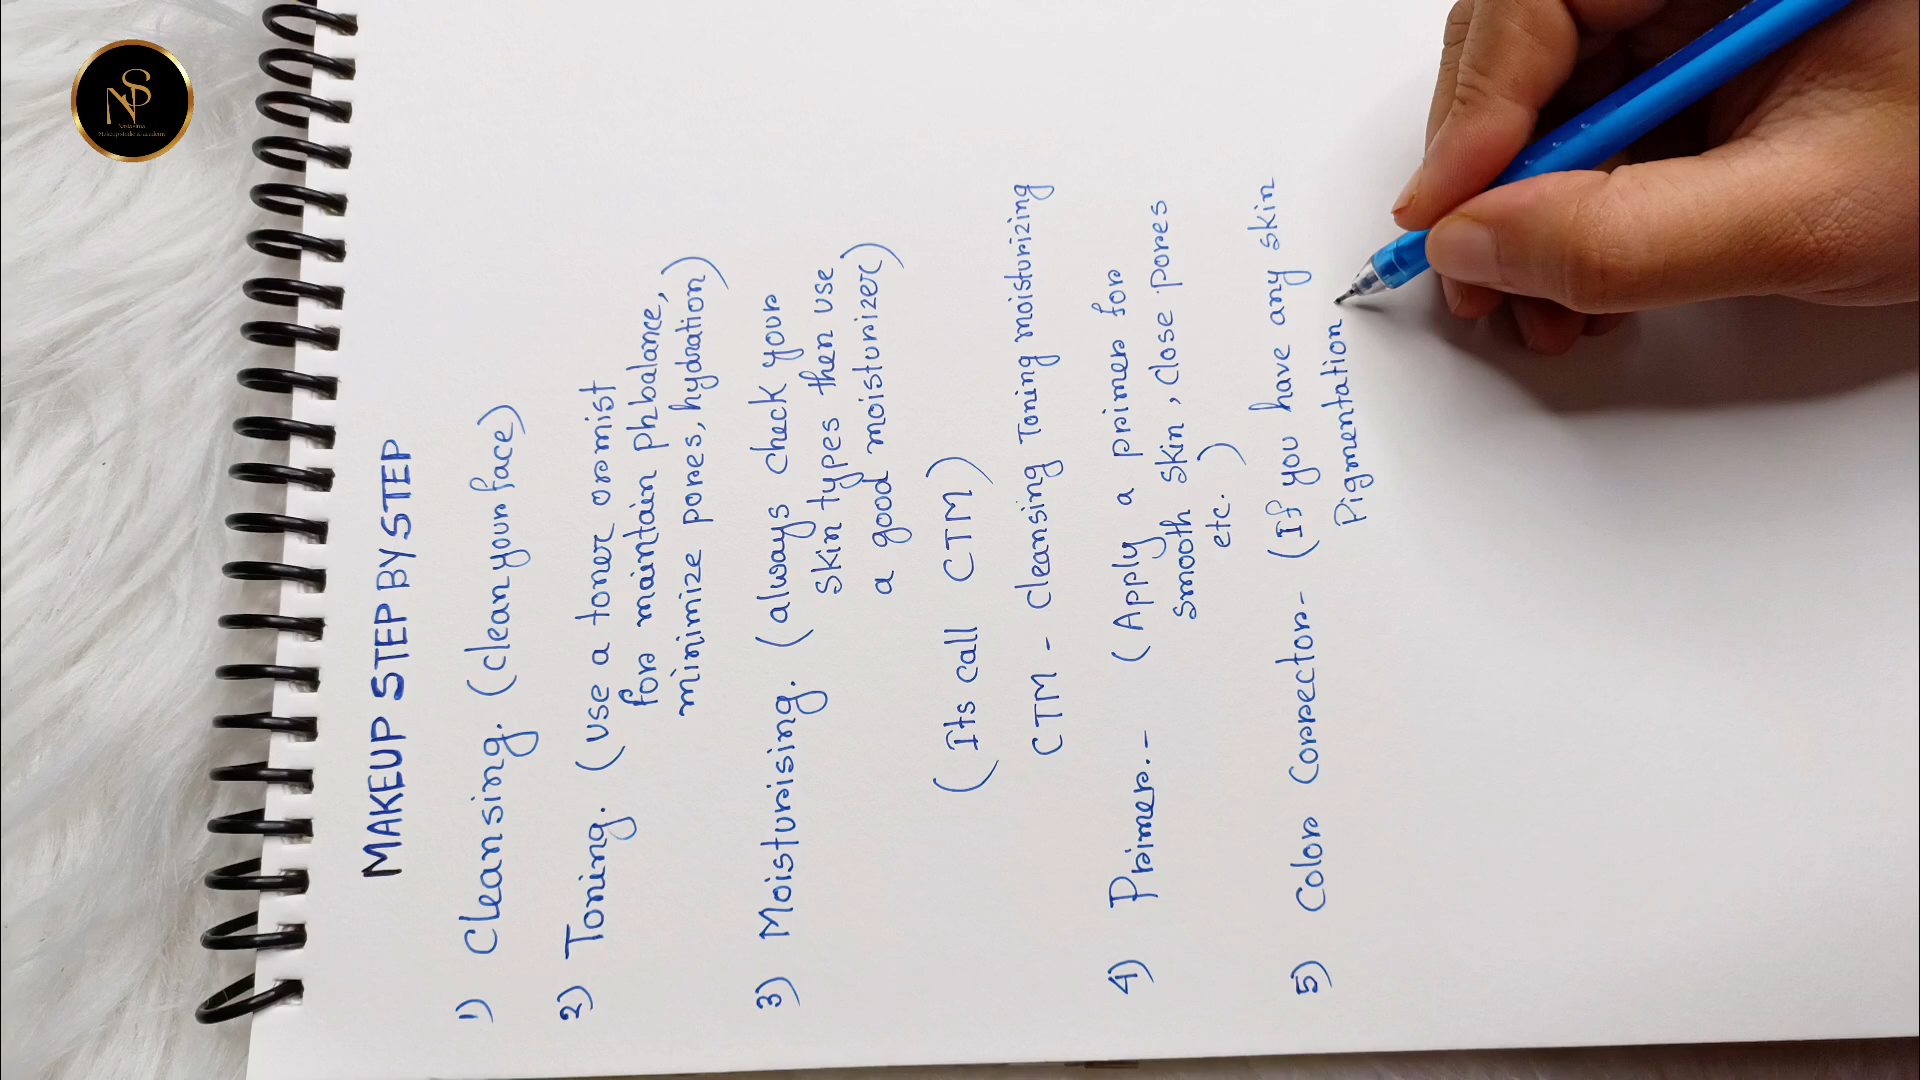 NS
MAKEUP STEP BY STEP
1) Cleansing. (clean your face)
2) Toning. (use a toner or mist
for maintain phbalance,
minimize pores, hydration)
3) Moisturising. (always check your
skin types then use
a good moisturizer)
(Its call CTM)
CTM - Cleansing Toning moisturizing
4) Primer. - (Apply a primer for
smooth skin, close pores
etc.)
5) Color Corrector - (If you have any skin
Pigmentation